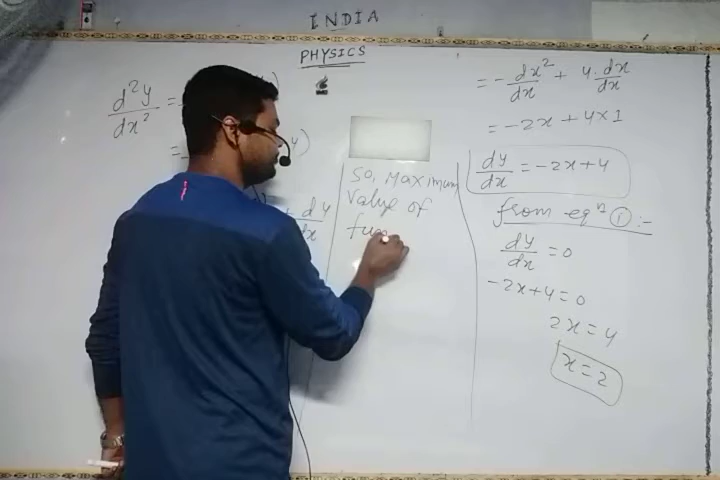 INDIA
PHYSICS
d²y/dx² =
=
+ dy/dx
So, Maximum
Value of
fun
= - dx²/dx + 4·dx/dx
= -2x + 4×1
dy/dx = -2x+4
from eqⁿ ① :-
dy/dx = 0
-2x+4=0
2x=4
x=2